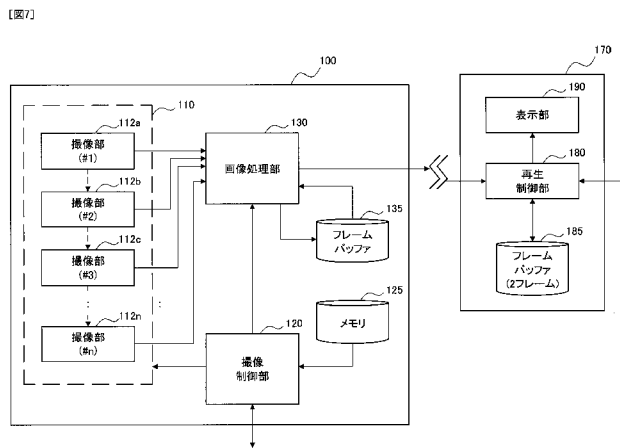 [図7]
100
110
112a
撮像部
(#1)
112b
撮像部
(#2)
112c
撮像部
(#3)
112n
撮像部
(#n)
130
画像処理部
135
フレーム
バッファ
125
メモリ
120
撮像
制御部
170
190
表示部
180
再生
制御部
185
フレーム
バッファ
(2フレーム)